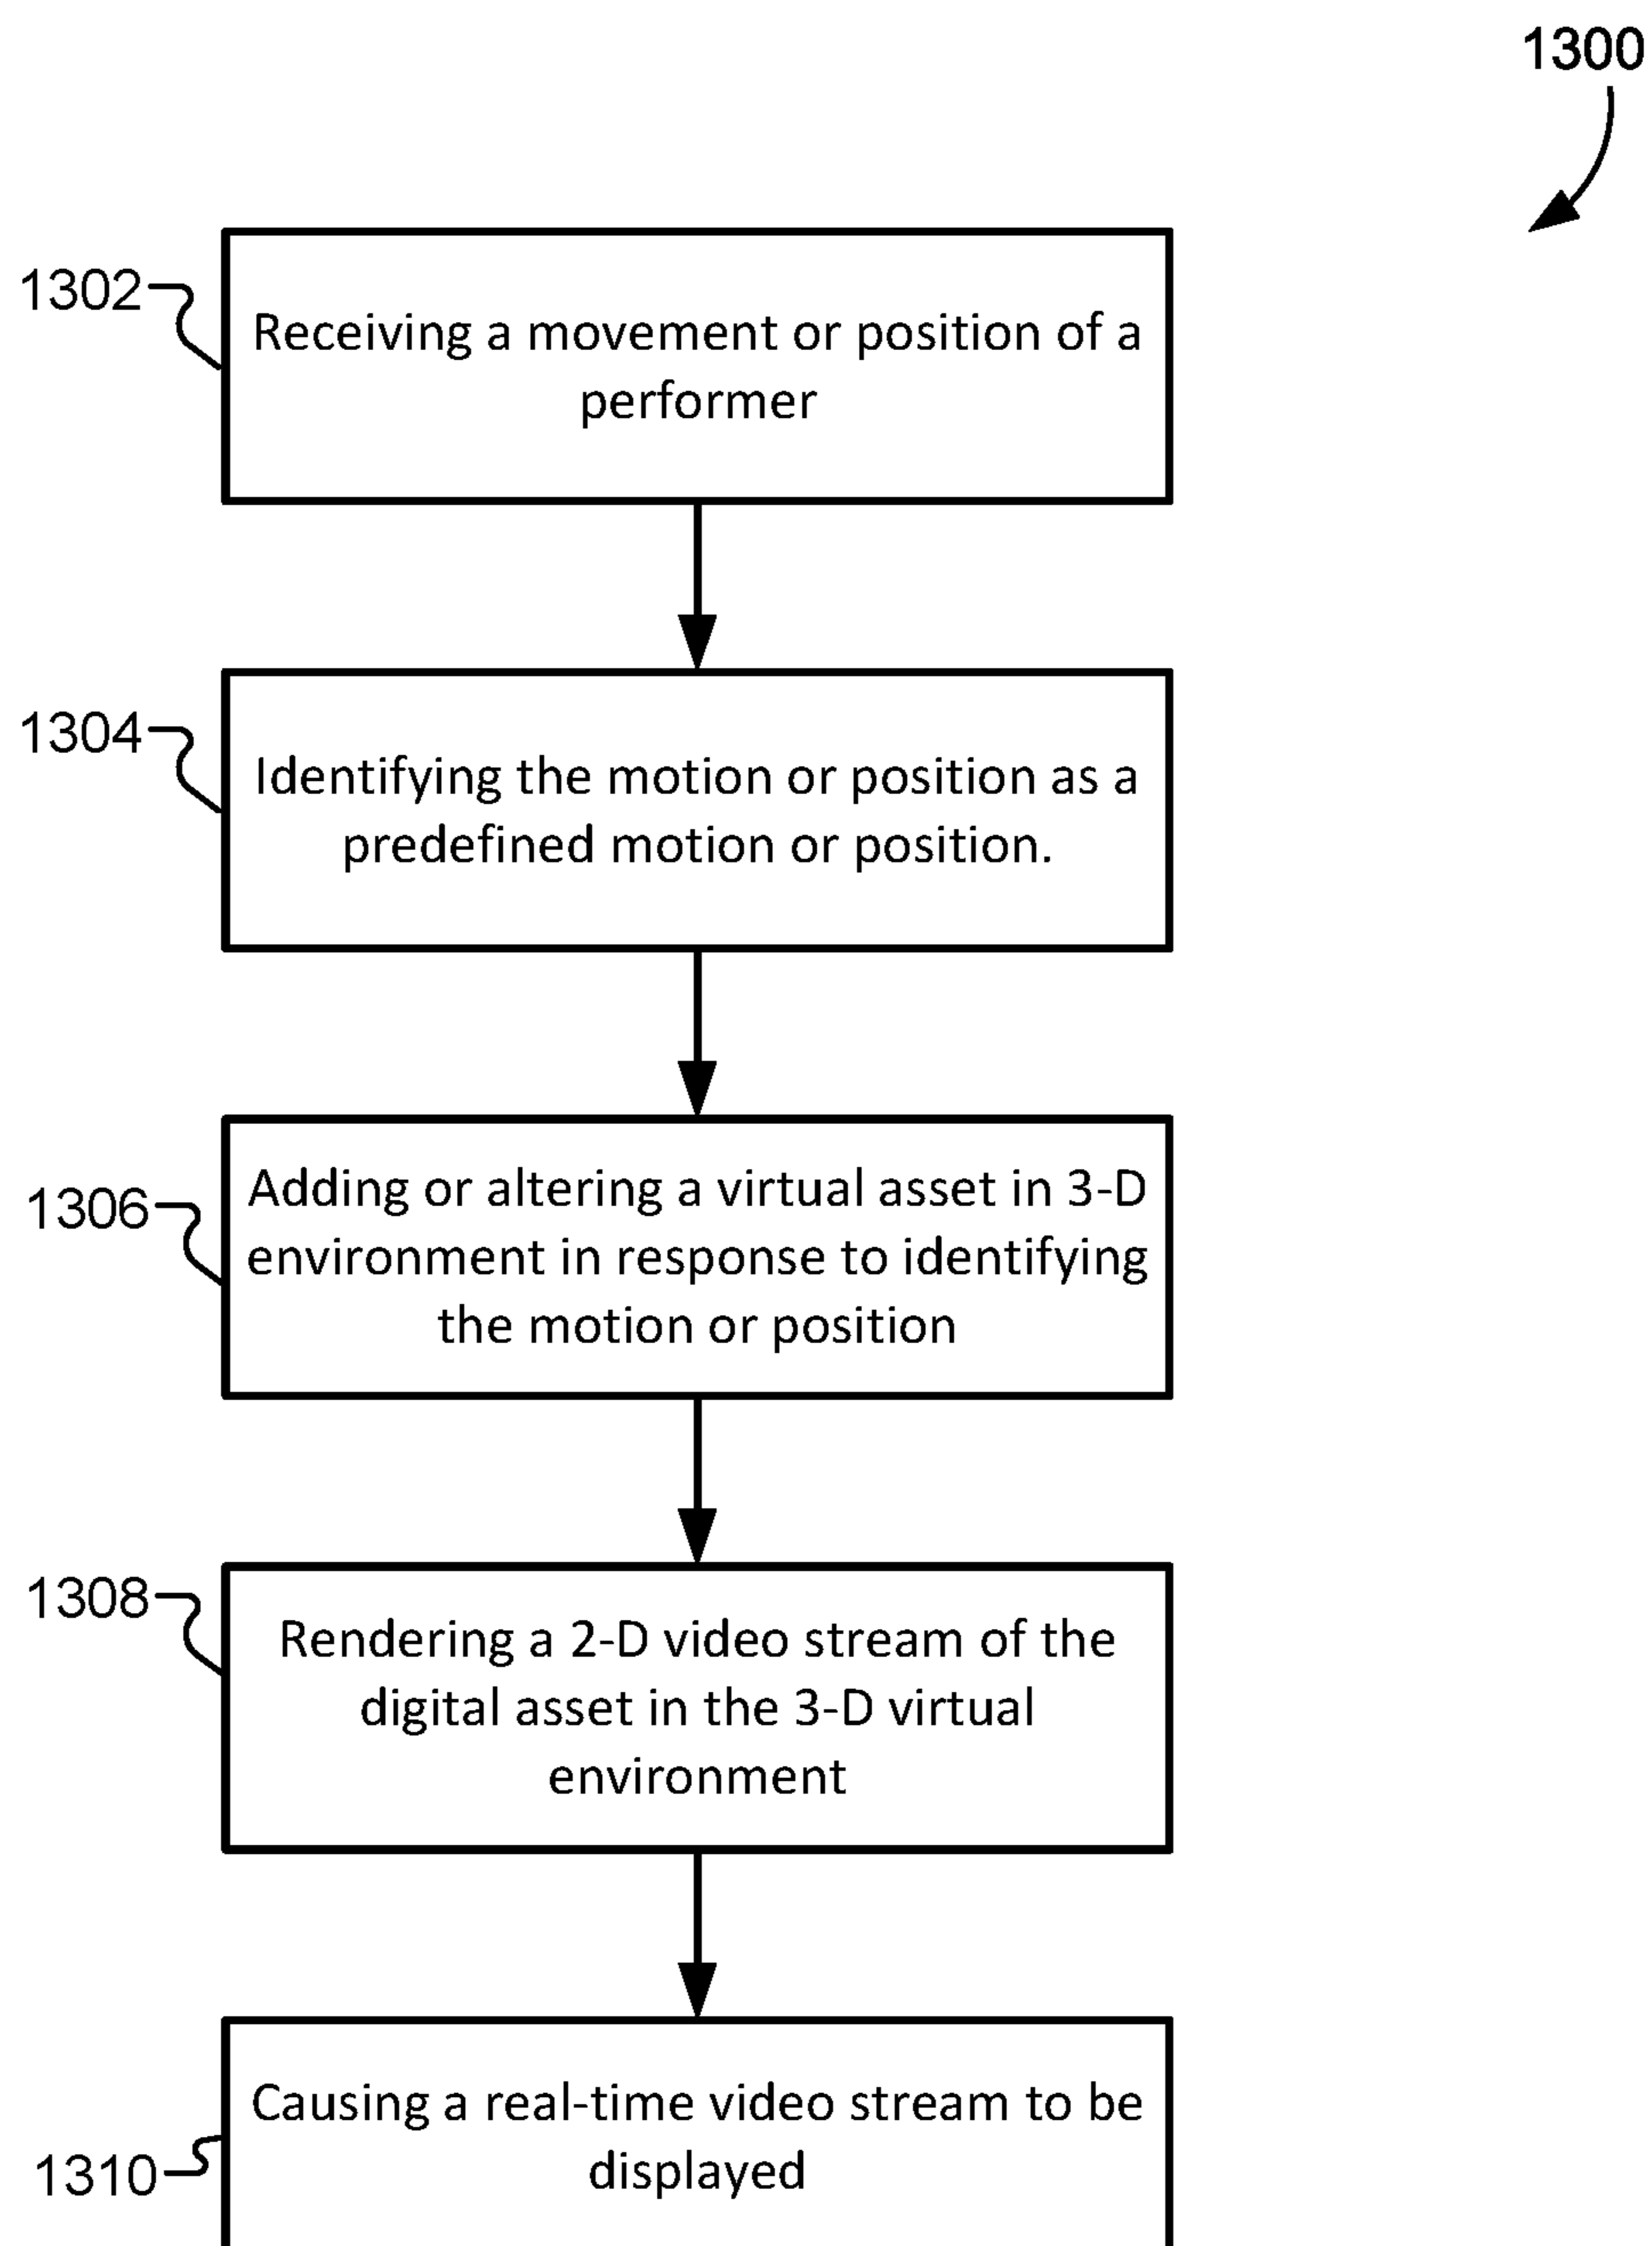 1300
1302
Receiving a movement or position of a
performer
1304
Identifying the motion or position as a
predefined motion or position.
1306
Adding or altering a virtual asset in 3-D
environment in response to identifying
the motion or position
1308
Rendering a 2-D video stream of the
digital asset in the 3-D virtual
environment
1310
Causing a real-time video stream to be
displayed